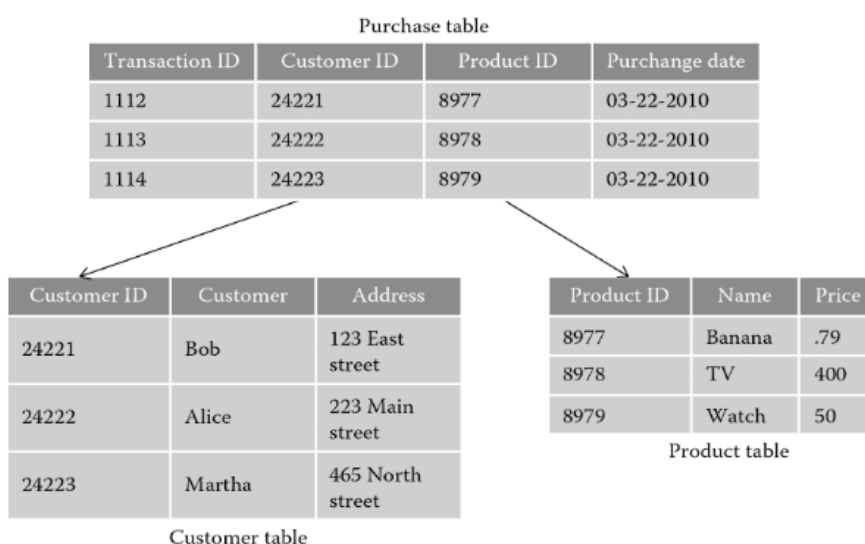 Purchase table
Transaction ID Customer ID Product ID Purchange date
1112 24221 8977 03-22-2010
1113 24222 8978 03-22-2010
1114 24223 8979 03-22-2010
Customer ID Customer Address
24221 Bob 123 East
street
24222 Alice 223 Main
street
24223 Martha 465 North
street
Customer table
Product ID Name Price
8977 Banana .79
8978 TV 400
8979 Watch 50
Product table